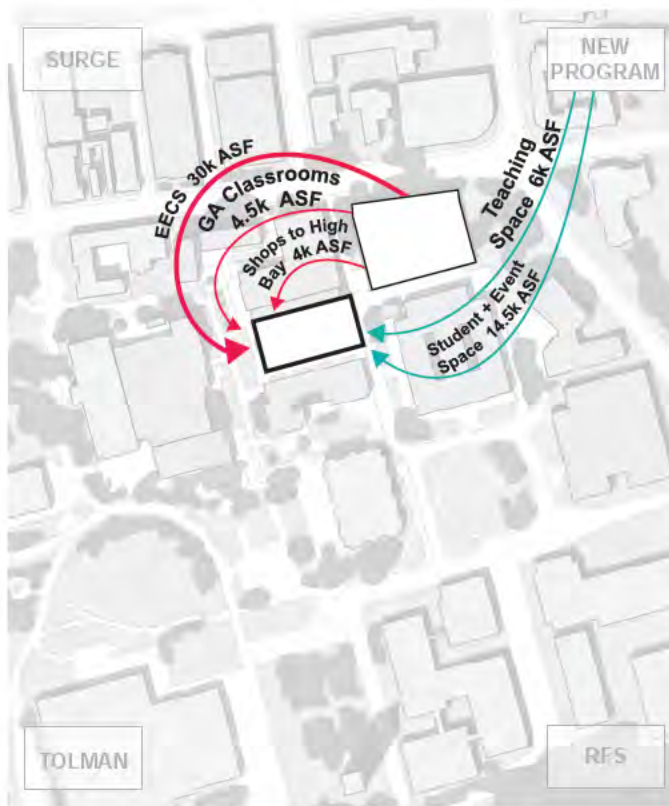 SURGE
NEW
PROGRAM
EECS 30k ASF
GA Classrooms
4.5k ASF
Shops to High
Bay 4k ASF
Teaching
Space 6k ASF
Student + Event
Space 14.5k ASF
TOLMAN
RFS